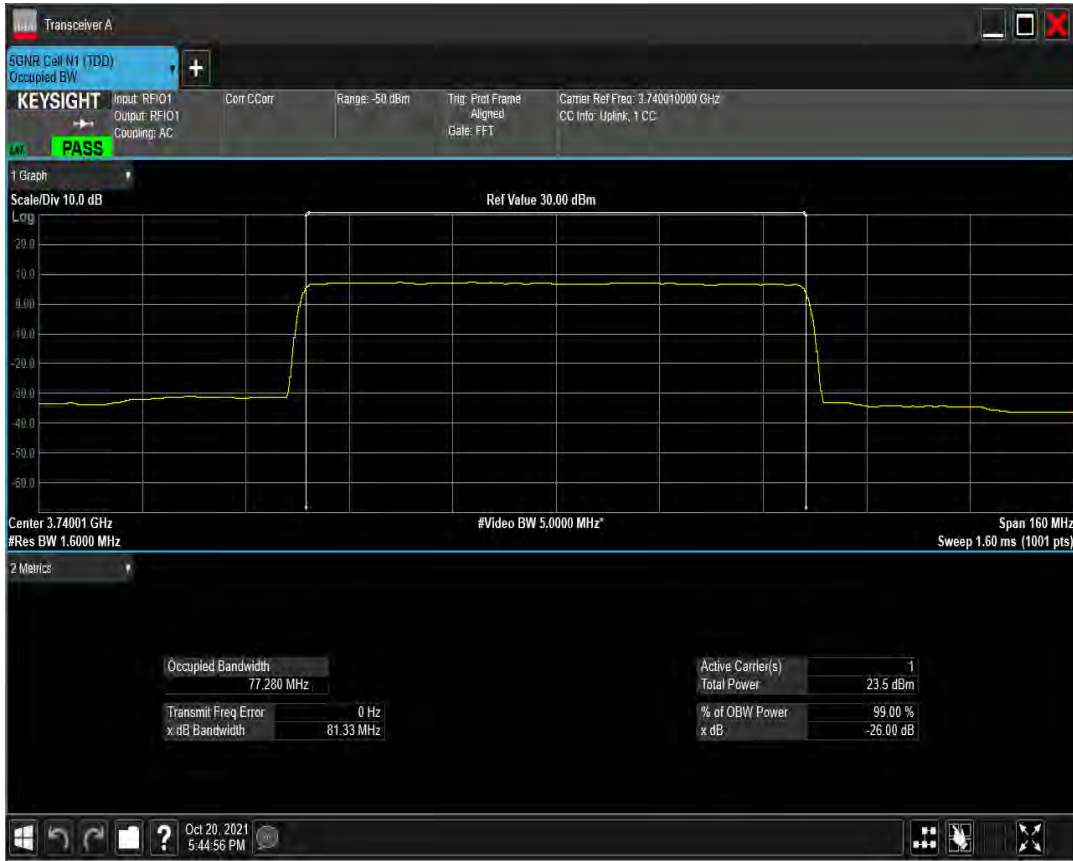 Transceiver A
5GNR Cell N1 (TDD)
Occupied BW
KEYSIGHT
Input: RFIO1
Output: RFIO1
Coupling: AC
Corr CCorr
Range: -50 dBm
Trig: Prot Frame
Aligned
Gate: FFT
Carrier Ref Freq: 3.740010000 GHz
CC Info: Uplink, 1 CC
PASS
1 Graph
Scale/Div 10.0 dB
Ref Value 30.00 dBm
Log
20.0
10.0
0.00
-10.0
-20.0
-30.0
-40.0
-50.0
-60.0
Center 3.74001 GHz
#Video BW 5.0000 MHz*
Span 160 MHz
#Res BW 1.6000 MHz
Sweep 1.60 ms (1001 pts)
2 Metrics
Occupied Bandwidth
77.280 MHz
Transmit Freq Error 0 Hz
x dB Bandwidth 81.33 MHz
Active Carrier(s) 1
Total Power 23.5 dBm
% of OBW Power 99.00 %
x dB -26.00 dB
Oct 20, 2021
5:44:56 PM